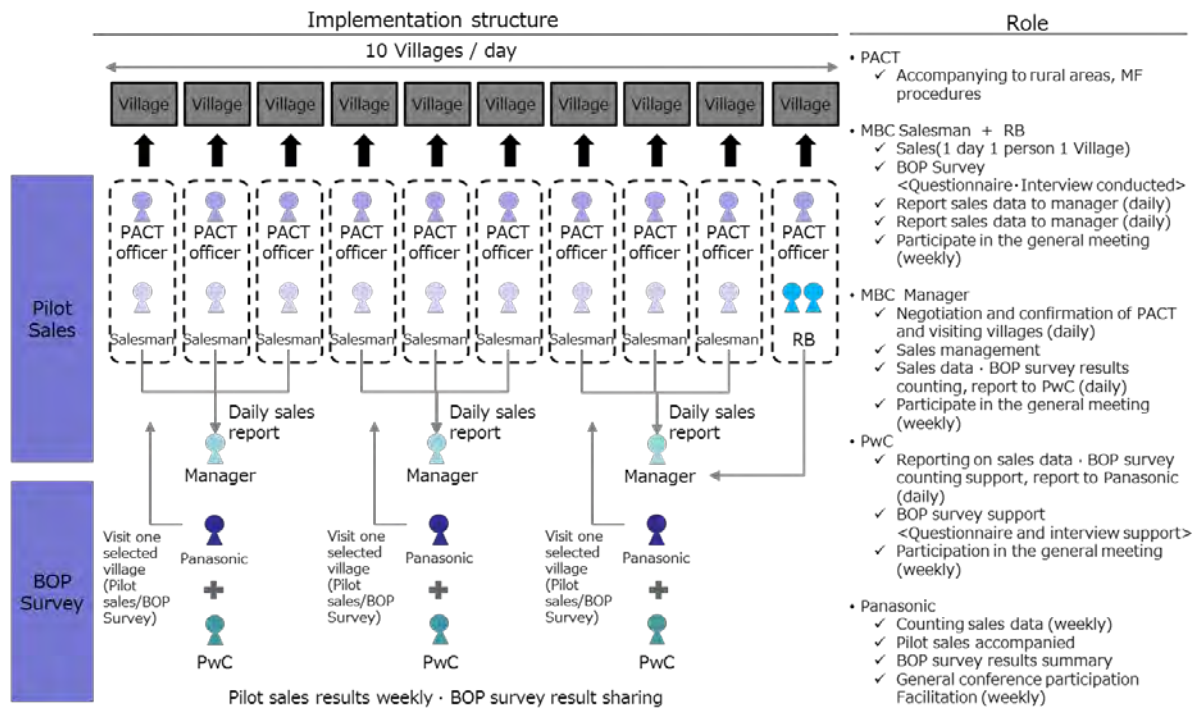 Implementation structure
10 Villages / day
Village Village Village Village Village Village Village Village Village Village
PACT officer PACT officer PACT officer PACT officer PACT officer PACT officer PACT officer PACT officer PACT officer PACT officer
Salesman Salesman Salesman Salesman Salesman Salesman Salesman Salesman salesman RB
Pilot
Sales
Daily sales
report
Manager
Daily sales
report
Manager
Daily sales
report
Manager
BOP
Survey
Visit one
selected
village
(Pilot
sales/BOP
Survey)
Panasonic
PwC
Visit one
selected
village
(Pilot
sales/BOP
Survey)
Panasonic
PwC
Visit one
selected
village
(Pilot
sales/BOP
Survey)
Panasonic
PwC
Pilot sales results weekly · BOP survey result sharing
Role
• PACT
✓ Accompanying to rural areas, MF
procedures
• MBC Salesman + RB
✓ Sales(1 day 1 person 1 Village)
✓ BOP Survey
<Questionnaire·Interview conducted>
✓ Report sales data to manager (daily)
✓ Report sales data to manager (daily)
✓ Participate in the general meeting
(weekly)
• MBC Manager
✓ Negotiation and confirmation of PACT
and visiting villages (daily)
✓ Sales management
✓ Sales data · BOP survey results
counting, report to PwC (daily)
✓ Participate in the general meeting
(weekly)
• PwC
✓ Reporting on sales data · BOP survey
counting support, report to Panasonic
(daily)
✓ BOP survey support
<Questionnaire and interview support>
✓ Participation in the general meeting
(weekly)
• Panasonic
✓ Counting sales data (weekly)
✓ Pilot sales accompanied
✓ BOP survey results summary
✓ General conference participation
Facilitation (weekly)